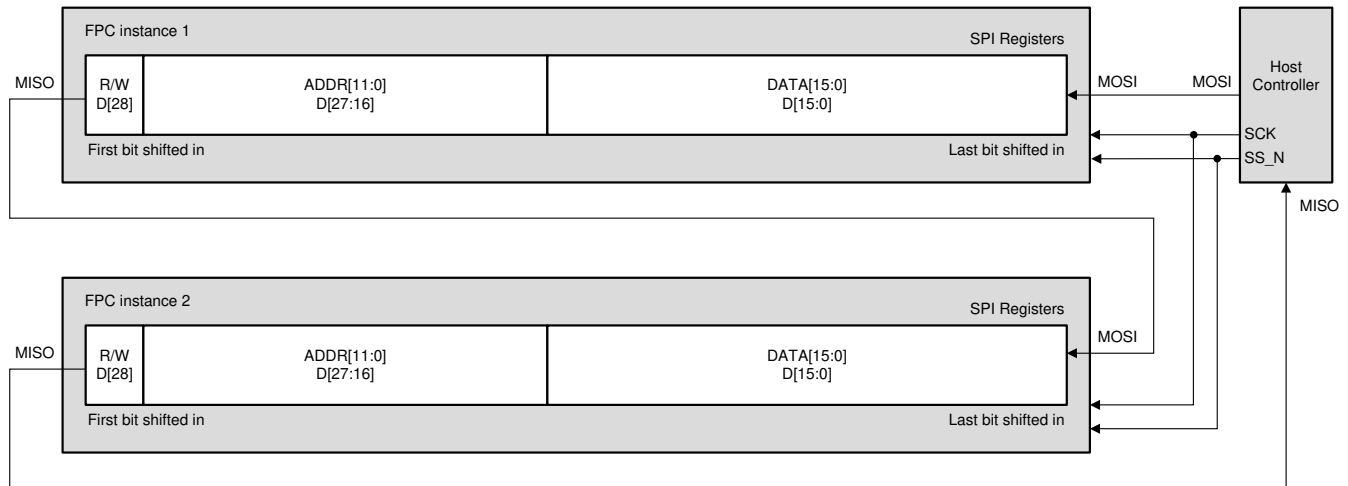 FPC instance 1
SPI Registers
MISO
R/W
D[28]
ADDR[11:0]
D[27:16]
DATA[15:0]
D[15:0]
First bit shifted in
Last bit shifted in
MOSI
MOSI
Host
Controller
SCK
SS_N
MISO
FPC instance 2
SPI Registers
MISO
R/W
D[28]
ADDR[11:0]
D[27:16]
DATA[15:0]
D[15:0]
MOSI
First bit shifted in
Last bit shifted in